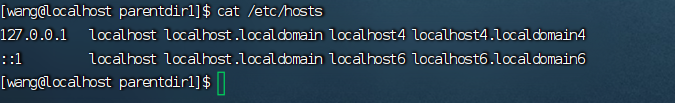 [wang@localhost parentdir1]$ cat /etc/hosts
127.0.0.1   localhost localhost.localdomain localhost4 localhost4.localdomain4
::1         localhost localhost.localdomain localhost6 localhost6.localdomain6
[wang@localhost parentdir1]$